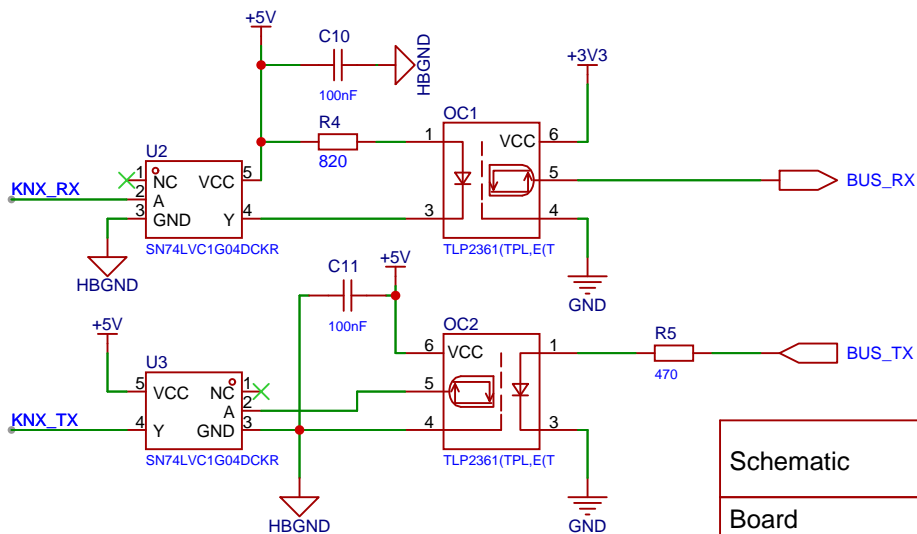 +5V
C10
100nF
HBGND
+3V3
R4
820
OC1
1
VCC
6
5
3
4
TLP2361(TPL,E(T
BUS_RX
GND
U2
1
NC
VCC
5
KNX_RX
2
A
3
GND
Y
4
SN74LVC1G04DCKR
HBGND
C11
100nF
+5V
+5V
OC2
6
VCC
1
5
4
3
TLP2361(TPL,E(T
R5
470
BUS_TX
GND
U3
5
VCC
NC
1
A
2
KNX_TX
4
Y
GND
3
SN74LVC1G04DCKR
HBGND
Schematic
Board